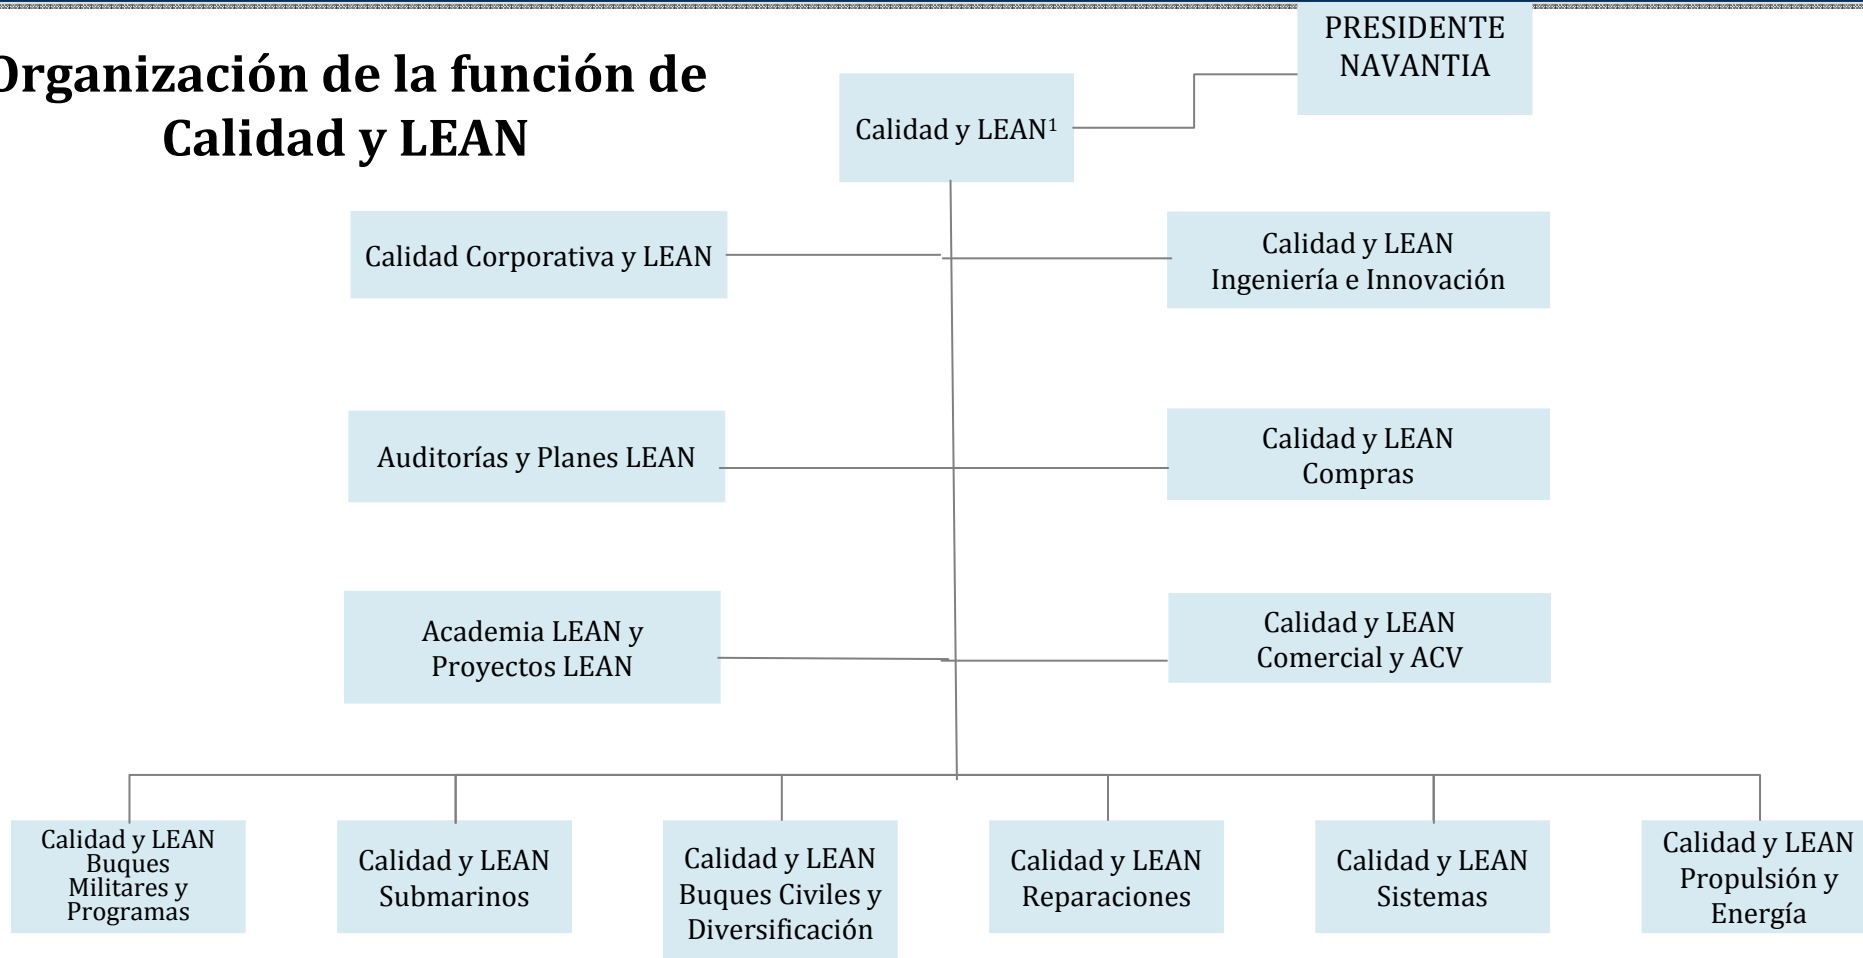 PRESIDENTE
NAVANTIA
Organización de la función de
Calidad y LEAN
Calidad y LEAN¹
Calidad Corporativa y LEAN
Calidad y LEAN
Ingeniería e Innovación
Auditorías y Planes LEAN
Calidad y LEAN
Compras
Academia LEAN y
Proyectos LEAN
Calidad y LEAN
Comercial y ACV
Calidad y LEAN
Buques
Militares y
Programas
Calidad y LEAN
Submarinos
Calidad y LEAN
Buques Civiles y
Diversificación
Calidad y LEAN
Reparaciones
Calidad y LEAN
Sistemas
Calidad y LEAN
Propulsión y
Energía